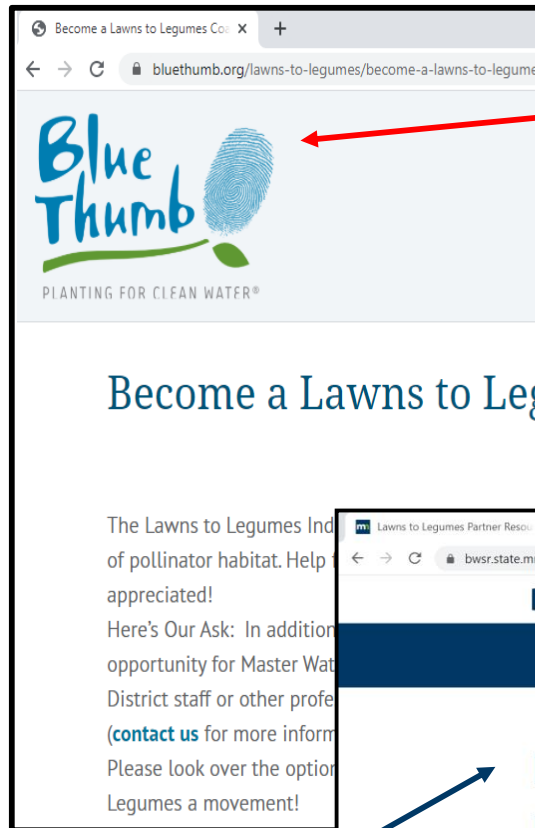 Become a Lawns to Legumes Coa
bluethumb.org/lawns-to-legumes/become-a-lawns-to-legume
Blue
Thumb
PLANTING FOR CLEAN WATER®
Become a Lawns to Leg
The Lawns to Legumes Ind
of pollinator habitat. Help
appreciated!
Here's Our Ask: In addition
opportunity for Master Wat
District staff or other profe
(contact us for more inform
Please look over the option
Legumes a movement!
Lawns to Legumes Partner Resou
bwsr.state.m